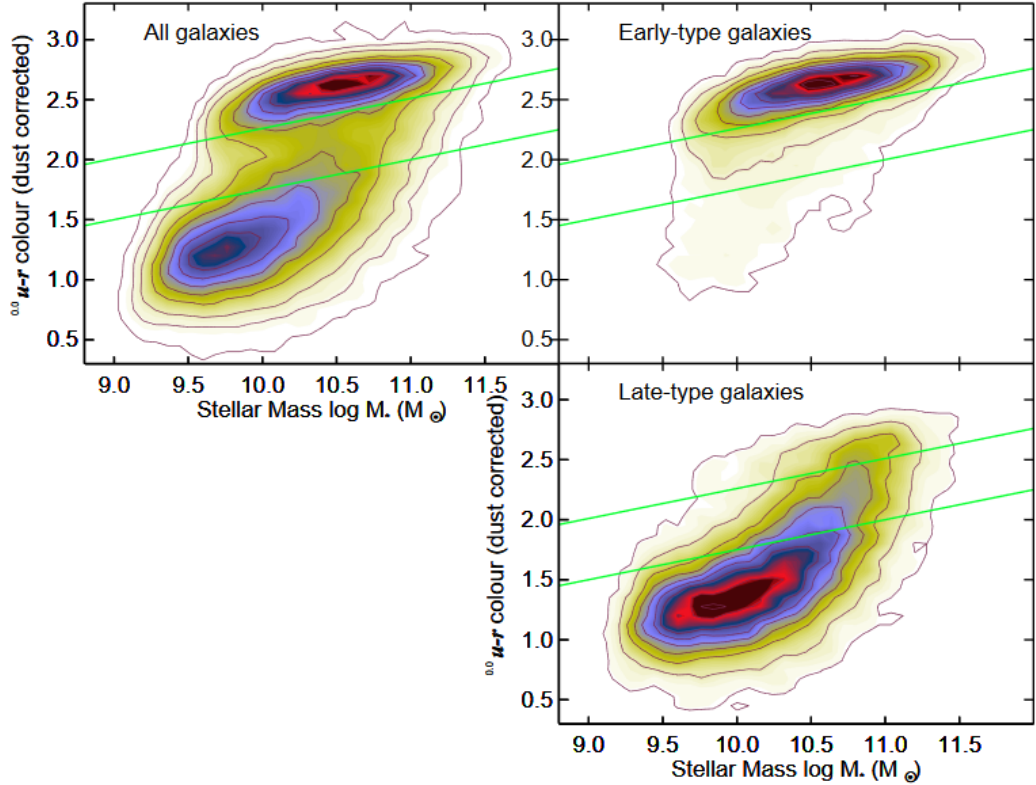 All galaxies
Early-type galaxies
Late-type galaxies
0.0 u-r colour (dust corrected)
3.0
2.5
2.0
1.5
1.0
0.5
3.0
2.5
2.0
1.5
1.0
0.5
9.0 9.5 10.0 10.5 11.0 11.5
Stellar Mass log M* (M⊙)
0.0 u-r colour (dust corrected)
3.0
2.5
2.0
1.5
1.0
0.5
9.0 9.5 10.0 10.5 11.0 11.5
Stellar Mass log M* (M⊙)